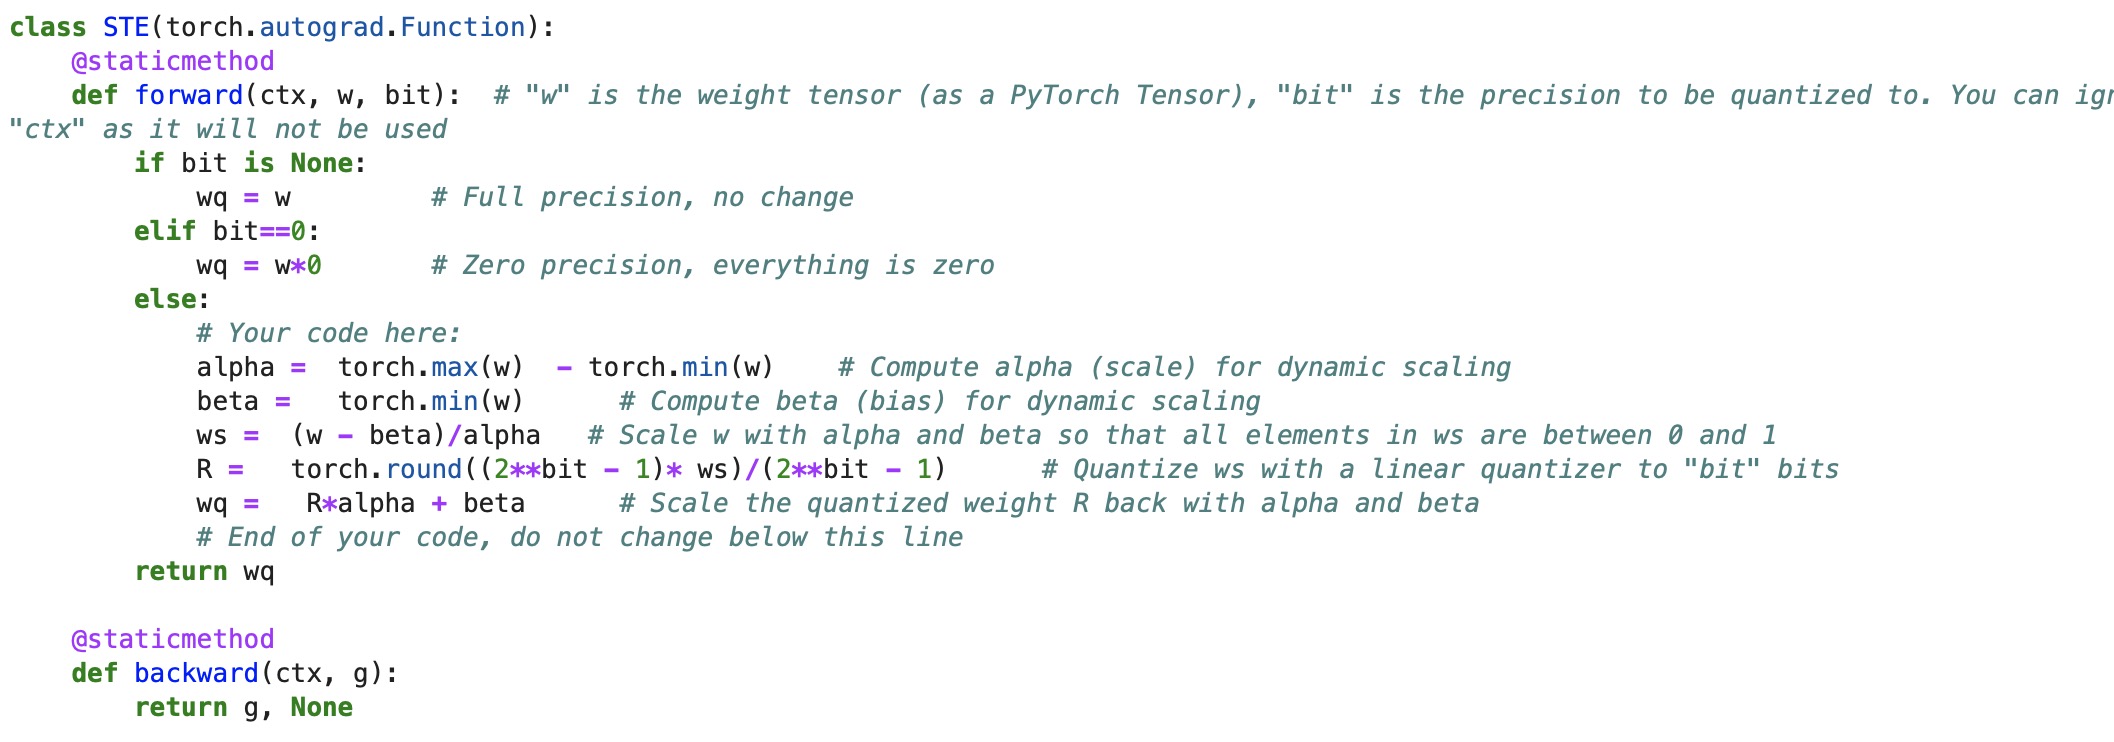 class STE(torch.autograd.Function):
    @staticmethod
    def forward(ctx, w, bit):  # "w" is the weight tensor (as a PyTorch Tensor), "bit" is the precision to be quantized to. You can
"ctx" as it will not be used
        if bit is None:
            wq = w         # Full precision, no change
        elif bit==0:
            wq = w*0       # Zero precision, everything is zero
        else:
            # Your code here:
            alpha =  torch.max(w)  - torch.min(w)    # Compute alpha (scale) for dynamic scaling
            beta =   torch.min(w)      # Compute beta (bias) for dynamic scaling
            ws =  (w - beta)/alpha   # Scale w with alpha and beta so that all elements in ws are between 0 and 1
            R =   torch.round((2**bit - 1)* ws)/(2**bit - 1)      # Quantize ws with a linear quantizer to "bit" bits
            wq =   R*alpha + beta      # Scale the quantized weight R back with alpha and beta
            # End of your code, do not change below this line
        return wq
    @staticmethod
    def backward(ctx, g):
        return g, None